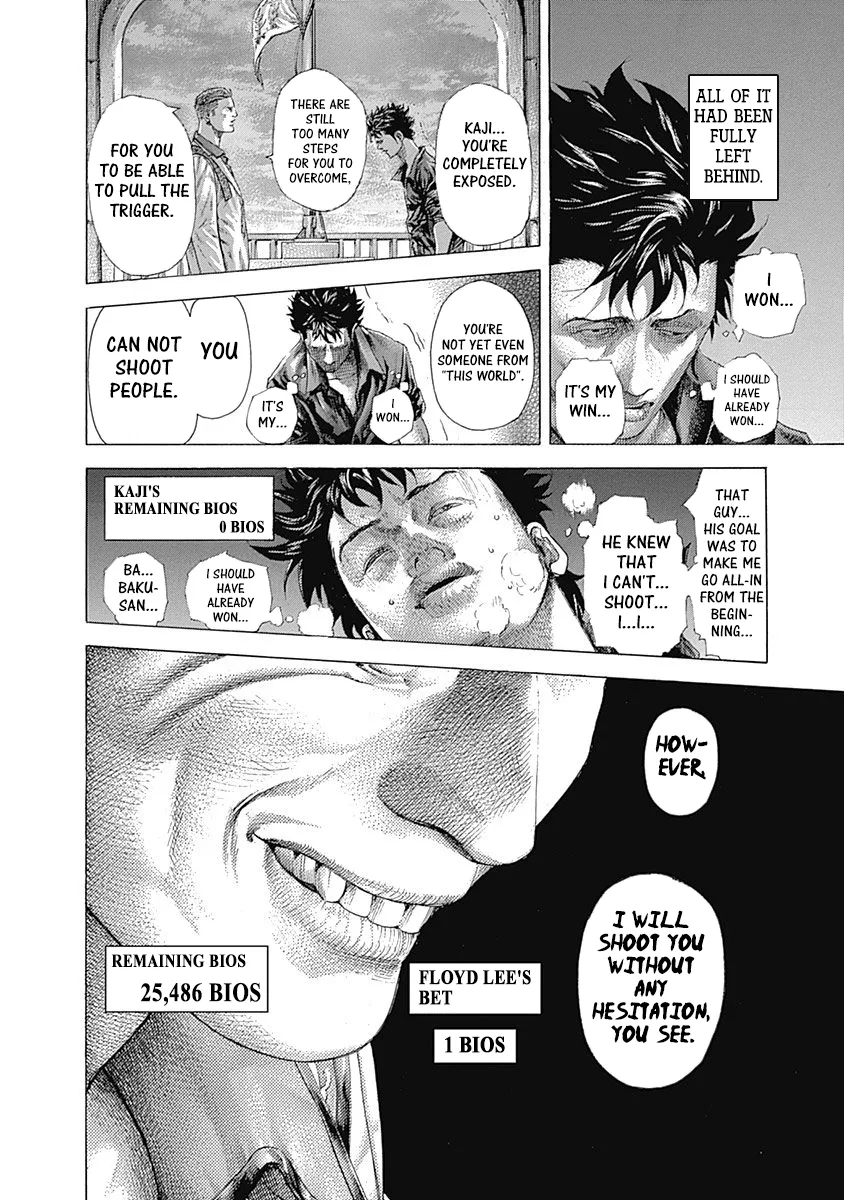 ALL OF IT
HAD BEEN
FULLY
LEFT
BEHIND.
I
WON...
I SHOULD
HAVE
ALREADY
WON...
IT'S MY
WIN...
KAJI...
YOU'RE
COMPLETELY
EXPOSED.
THERE ARE
STILL
TOO MANY
STEPS
FOR YOU TO
OVERCOME,
FOR YOU
TO BE ABLE
TO PULL THE
TRIGGER.
YOU'RE
NOT YET EVEN
SOMEONE FROM
"THIS WORLD".
I
WON...
IT'S
MY...
YOU
CAN NOT
SHOOT
PEOPLE.
THAT
GUY...
HIS GOAL
WAS TO
MAKE ME
GO ALL-IN
FROM THE
BEGIN-
NING...
HE KNEW
THAT
I CAN'T...
SHOOT...
I...I...
KAJI'S
REMAINING BIOS
0 BIOS
I SHOULD
HAVE
ALREADY
WON...
BA...
BAKU-
SAN...
HOW-
EVER,
I WILL
SHOOT YOU
WITHOUT
ANY
HESITATION,
YOU SEE.
FLOYD LEE'S
BET
1 BIOS
REMAINING BIOS
25,486 BIOS